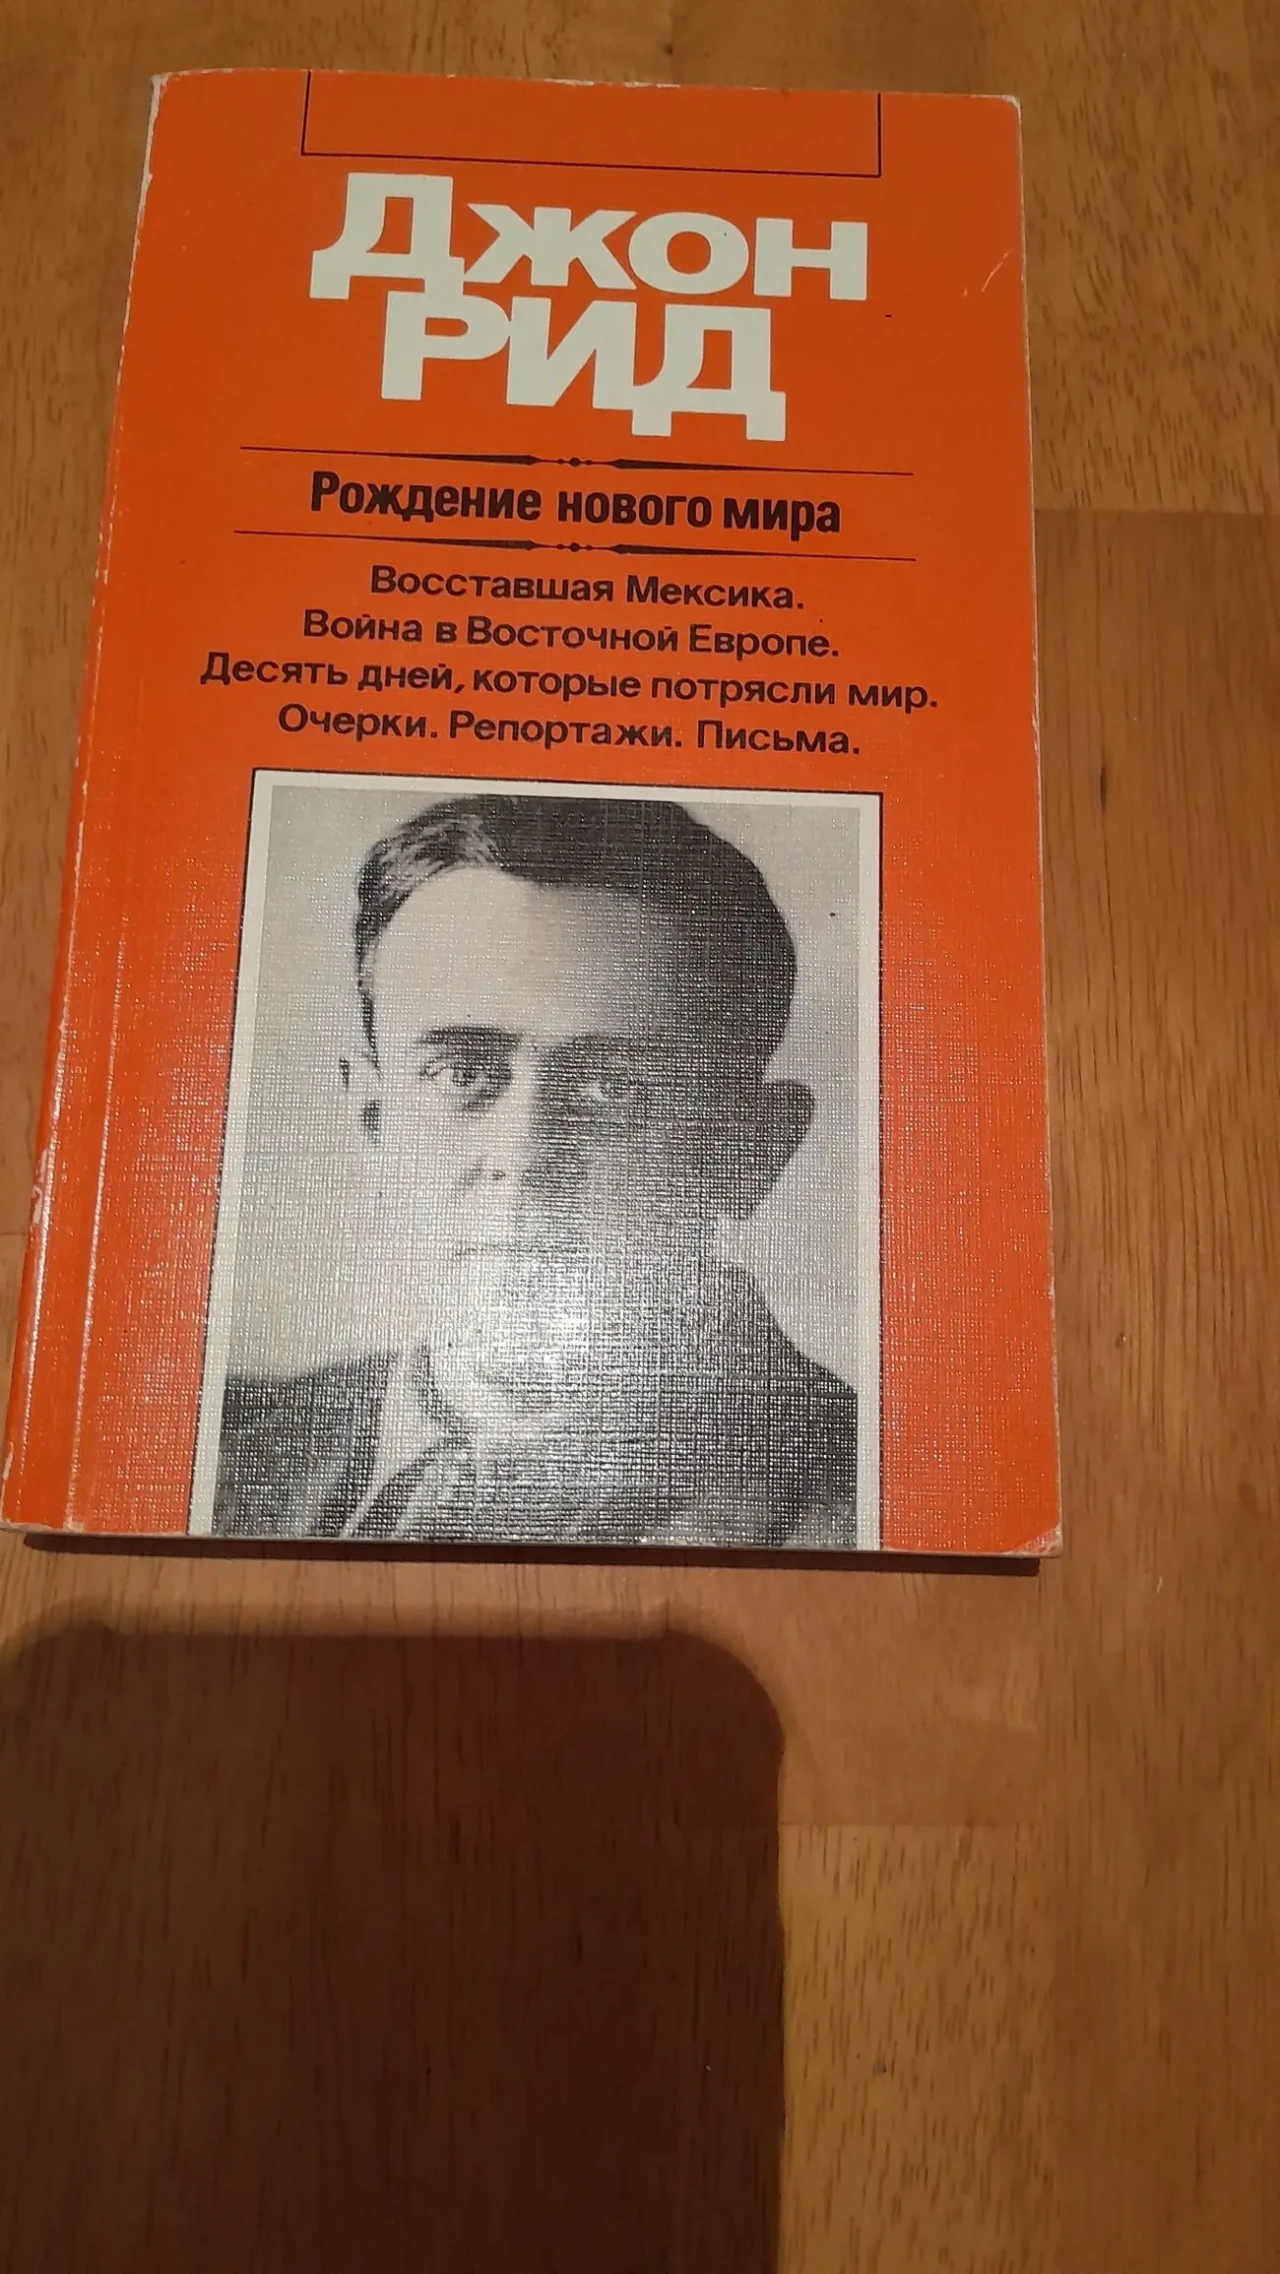 ДЖОН
РИД
Рождение нового мира
Восставшая Мексика.
Война в Восточной Европе.
Десять дней, которые потрясли мир.
Очерки. Репортажи. Письма.